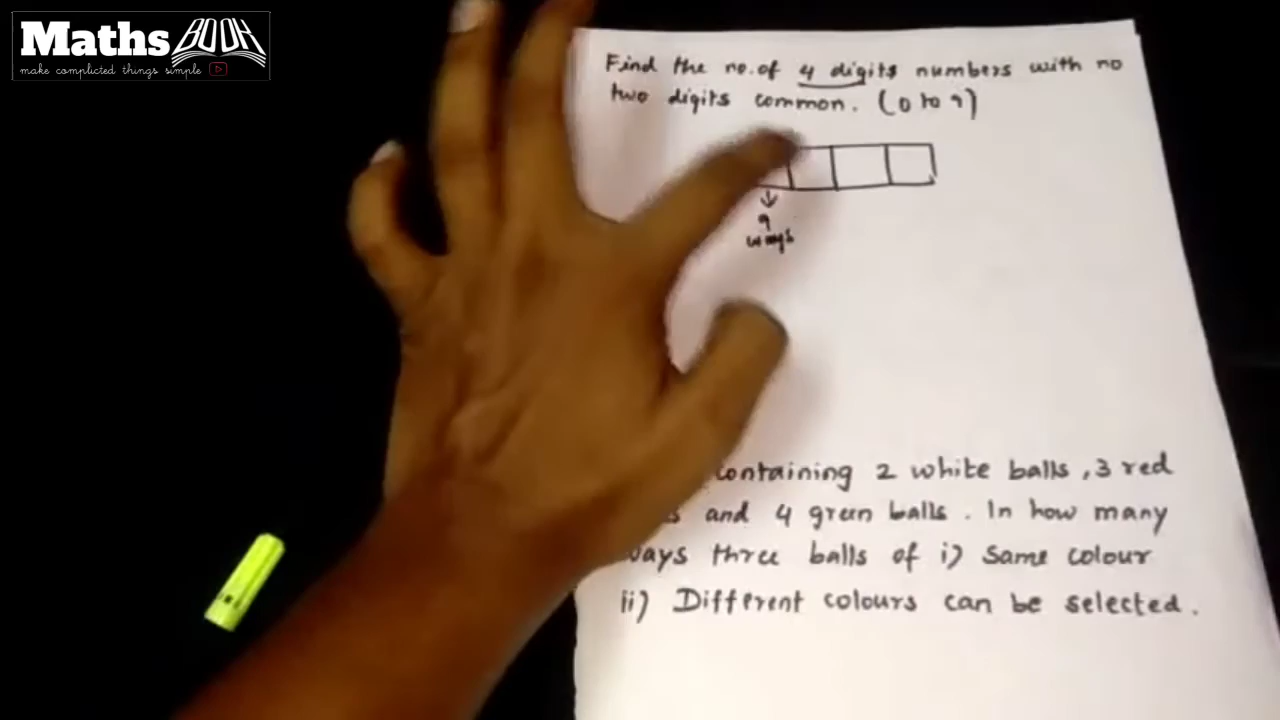 Maths BOOK
make complicted things simple
Find the no. of 4 digits numbers with no
two digits common. (0 to 9)
9
ways
containing 2 white balls, 3 red
and 4 green balls. In how many
ways three balls of i) Same colour
ii) Different colours can be selected.